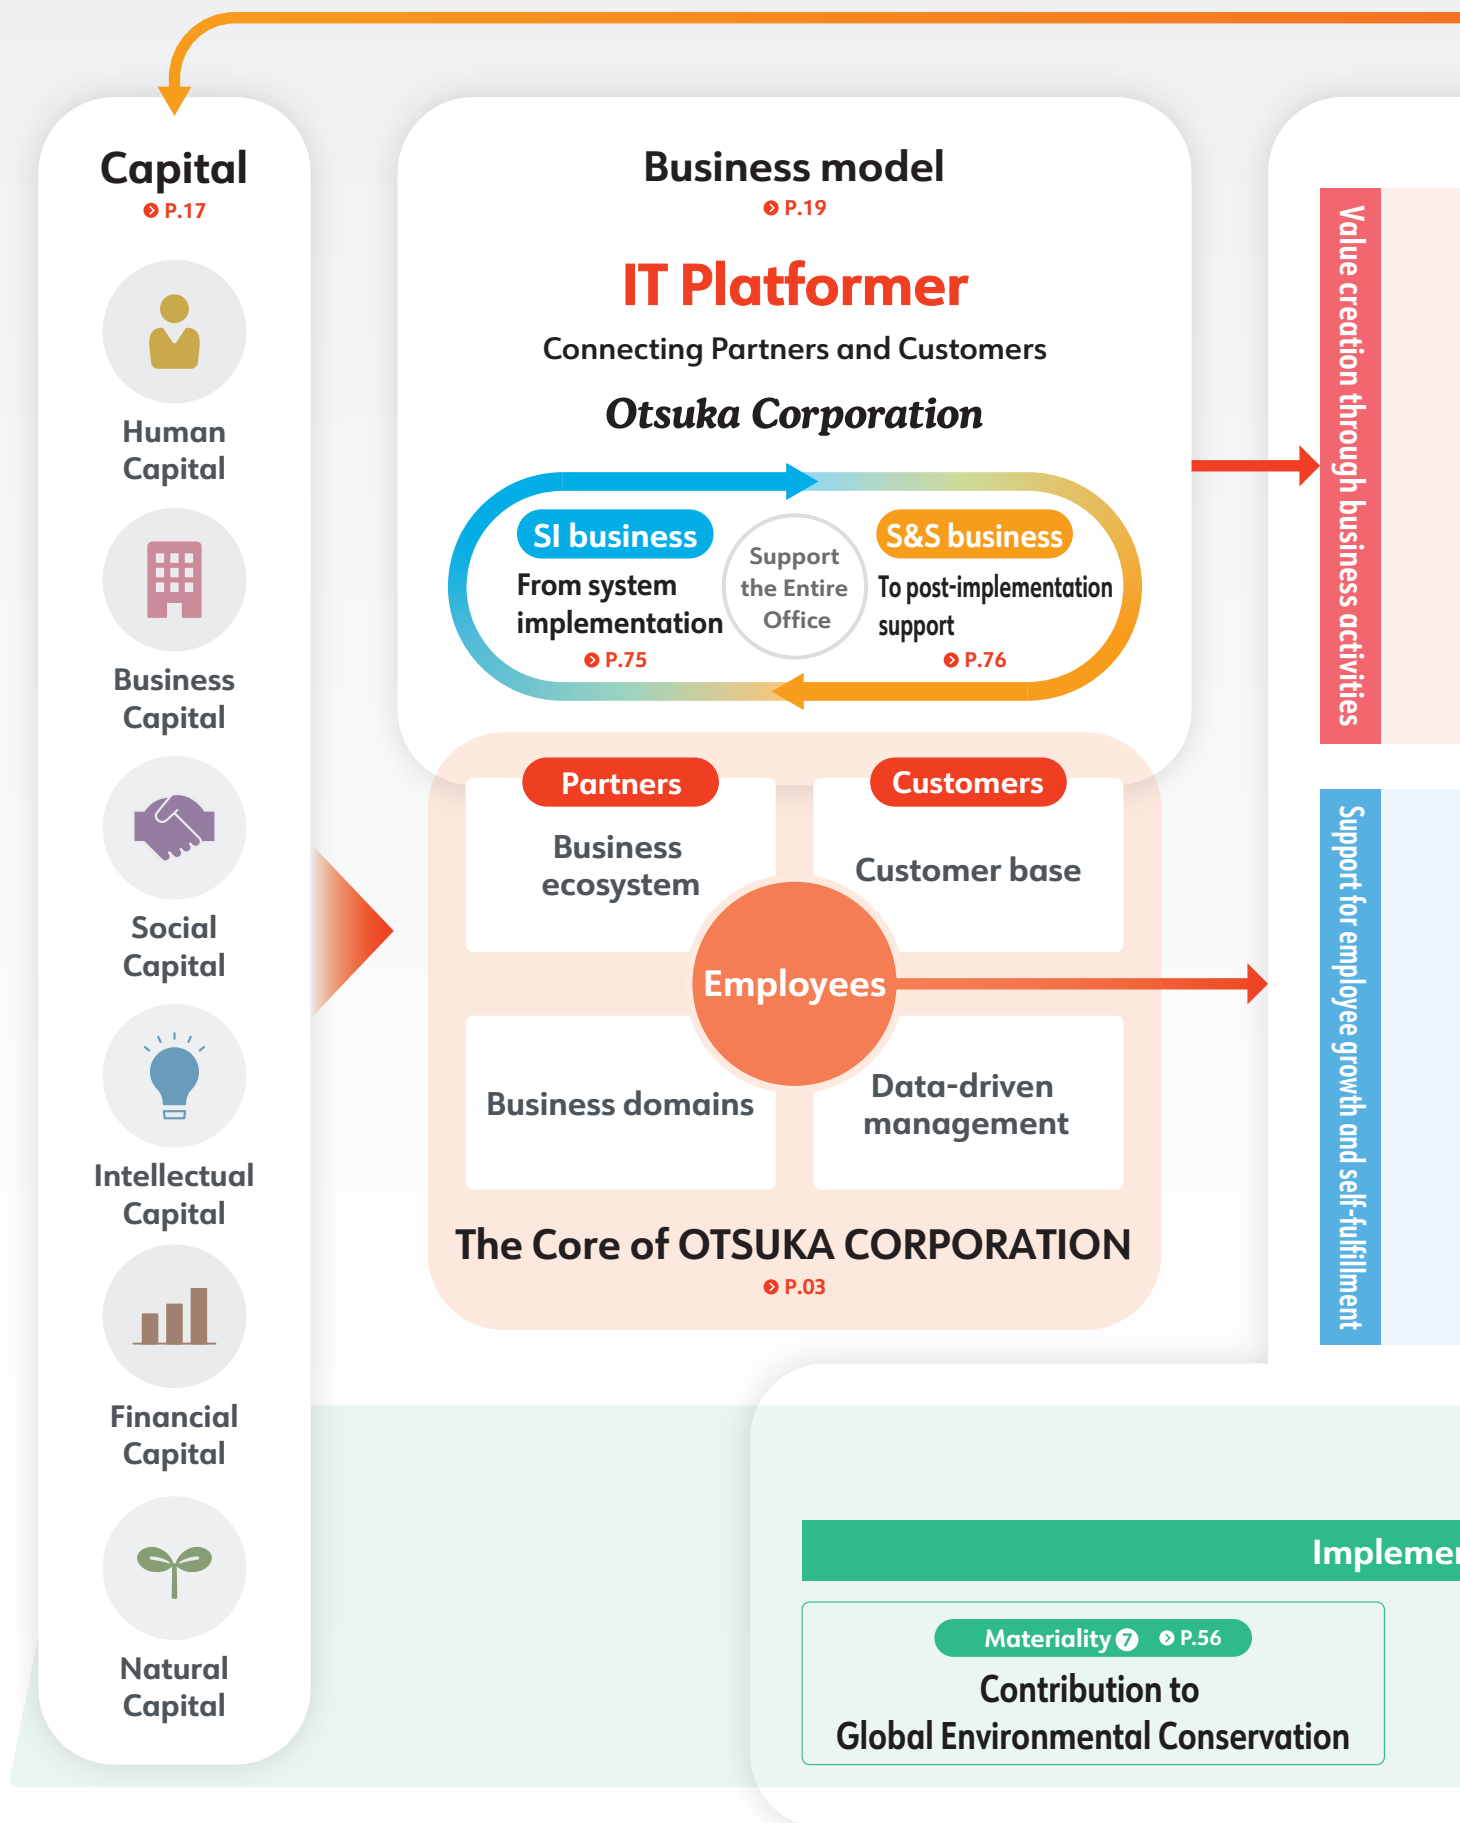 Capital
P.17
Human
Capital
Business
Capital
Social
Capital
Intellectual
Capital
Financial
Capital
Natural
Capital
Business model
P.19
IT Platformer
Connecting Partners and Customers
Otsuka Corporation
SI business
From system
implementation
P.75
Support
the Entire
Office
S&S business
To post-implementation
support
P.76
Partners
Business
ecosystem
Customers
Customer base
Employees
Business domains
Data-driven
management
The Core of OTSUKA CORPORATION
P.03
Value creation through business activities
Support for employee growth and self-fulfillment
Materiality 7 P.56
Contribution to
Global Environmental Conservation